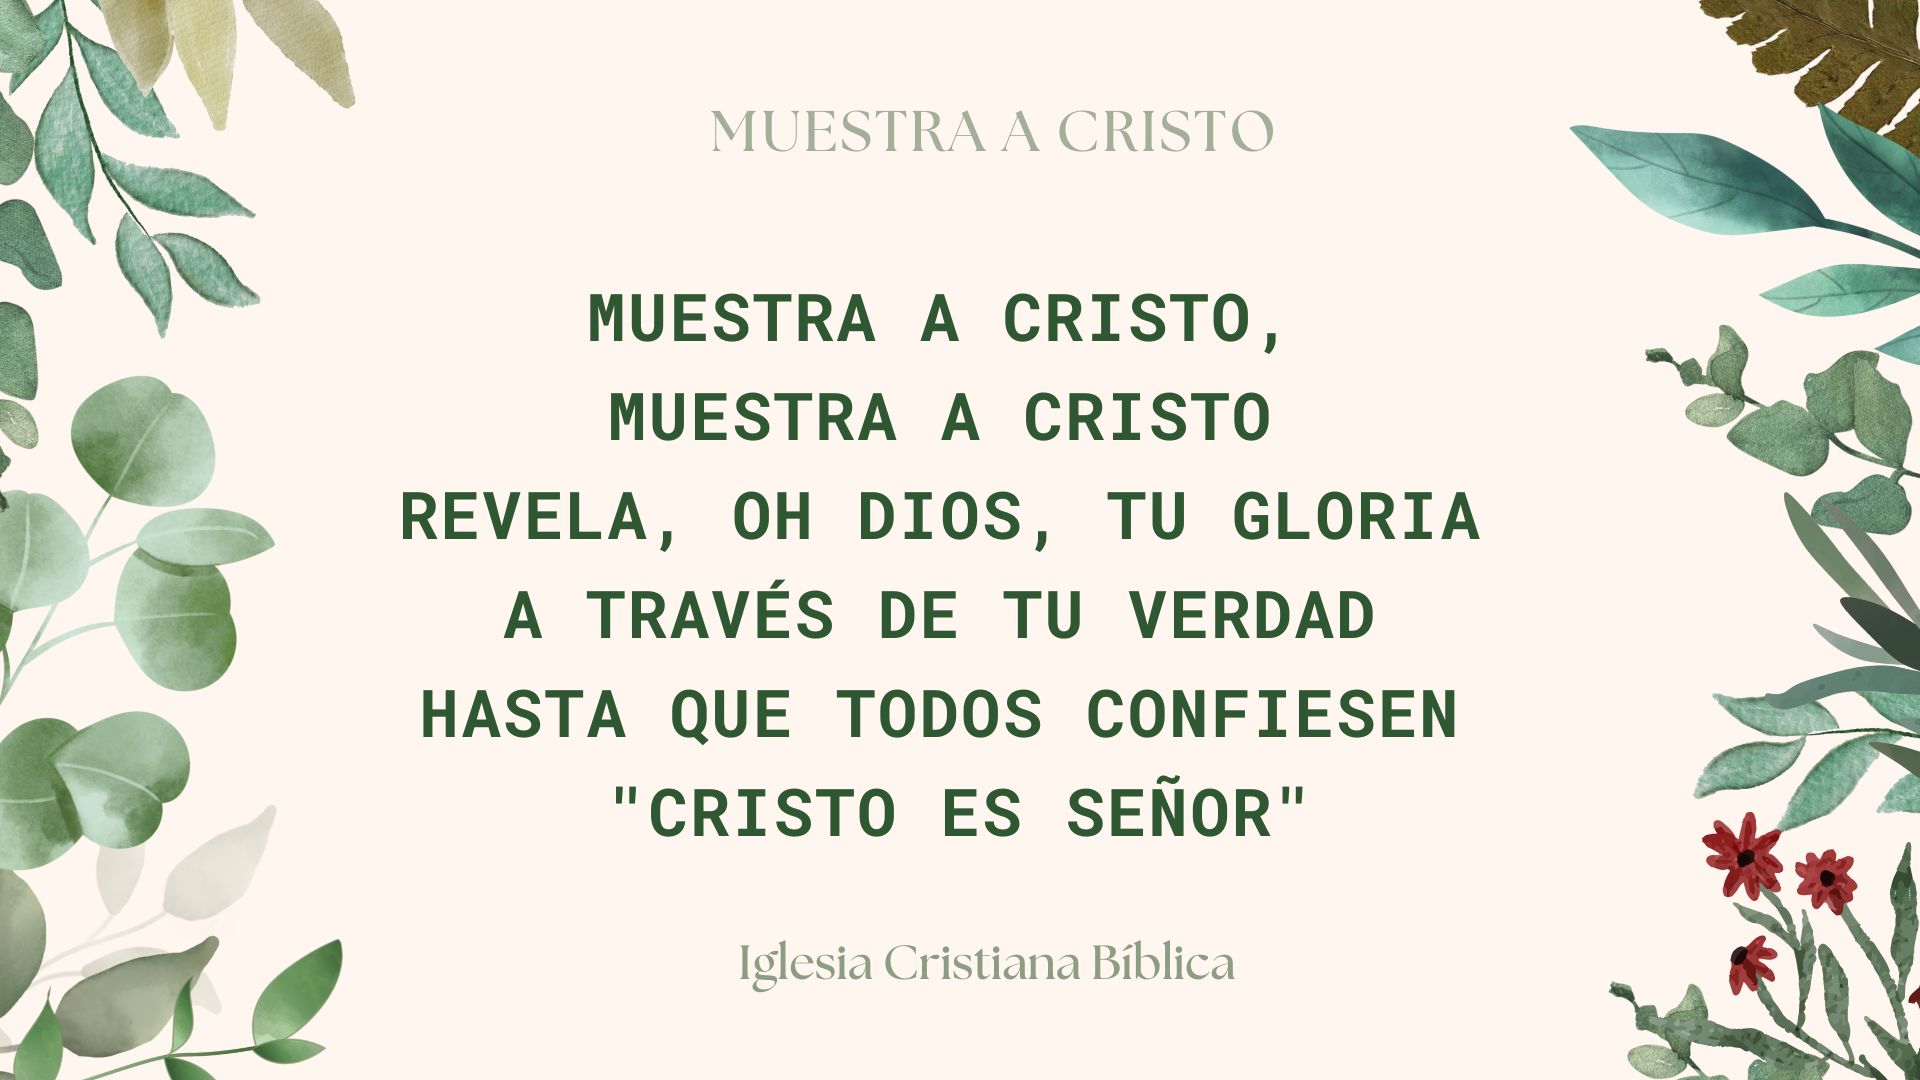 MUESTRA A CRISTO
MUESTRA A CRISTO,
MUESTRA A CRISTO
REVELA, OH DIOS, TU GLORIA
A TRAVÉS DE TU VERDAD
HASTA QUE TODOS CONFIESEN
"CRISTO ES SEÑOR"
Iglesia Cristiana Bíblica